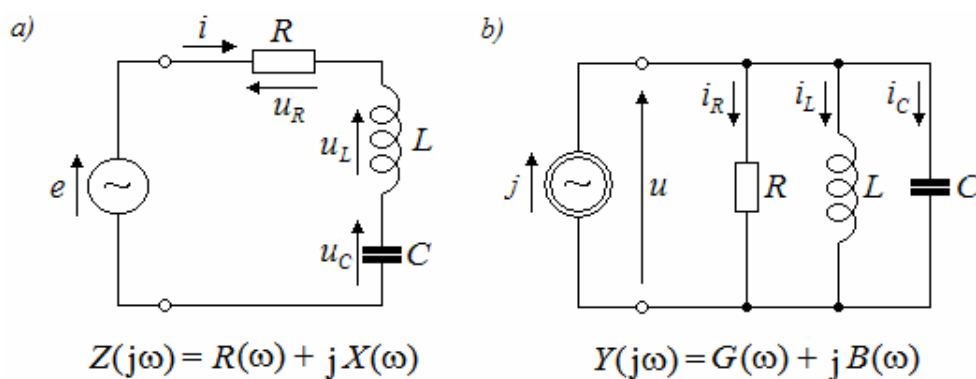 a)
i
R
u_R
u_L
L
e
u_C
C
Z(jω) = R(ω) + j X(ω)
b)
i_R
i_L
i_C
j
u
R
L
C
Y(jω) = G(ω) + j B(ω)